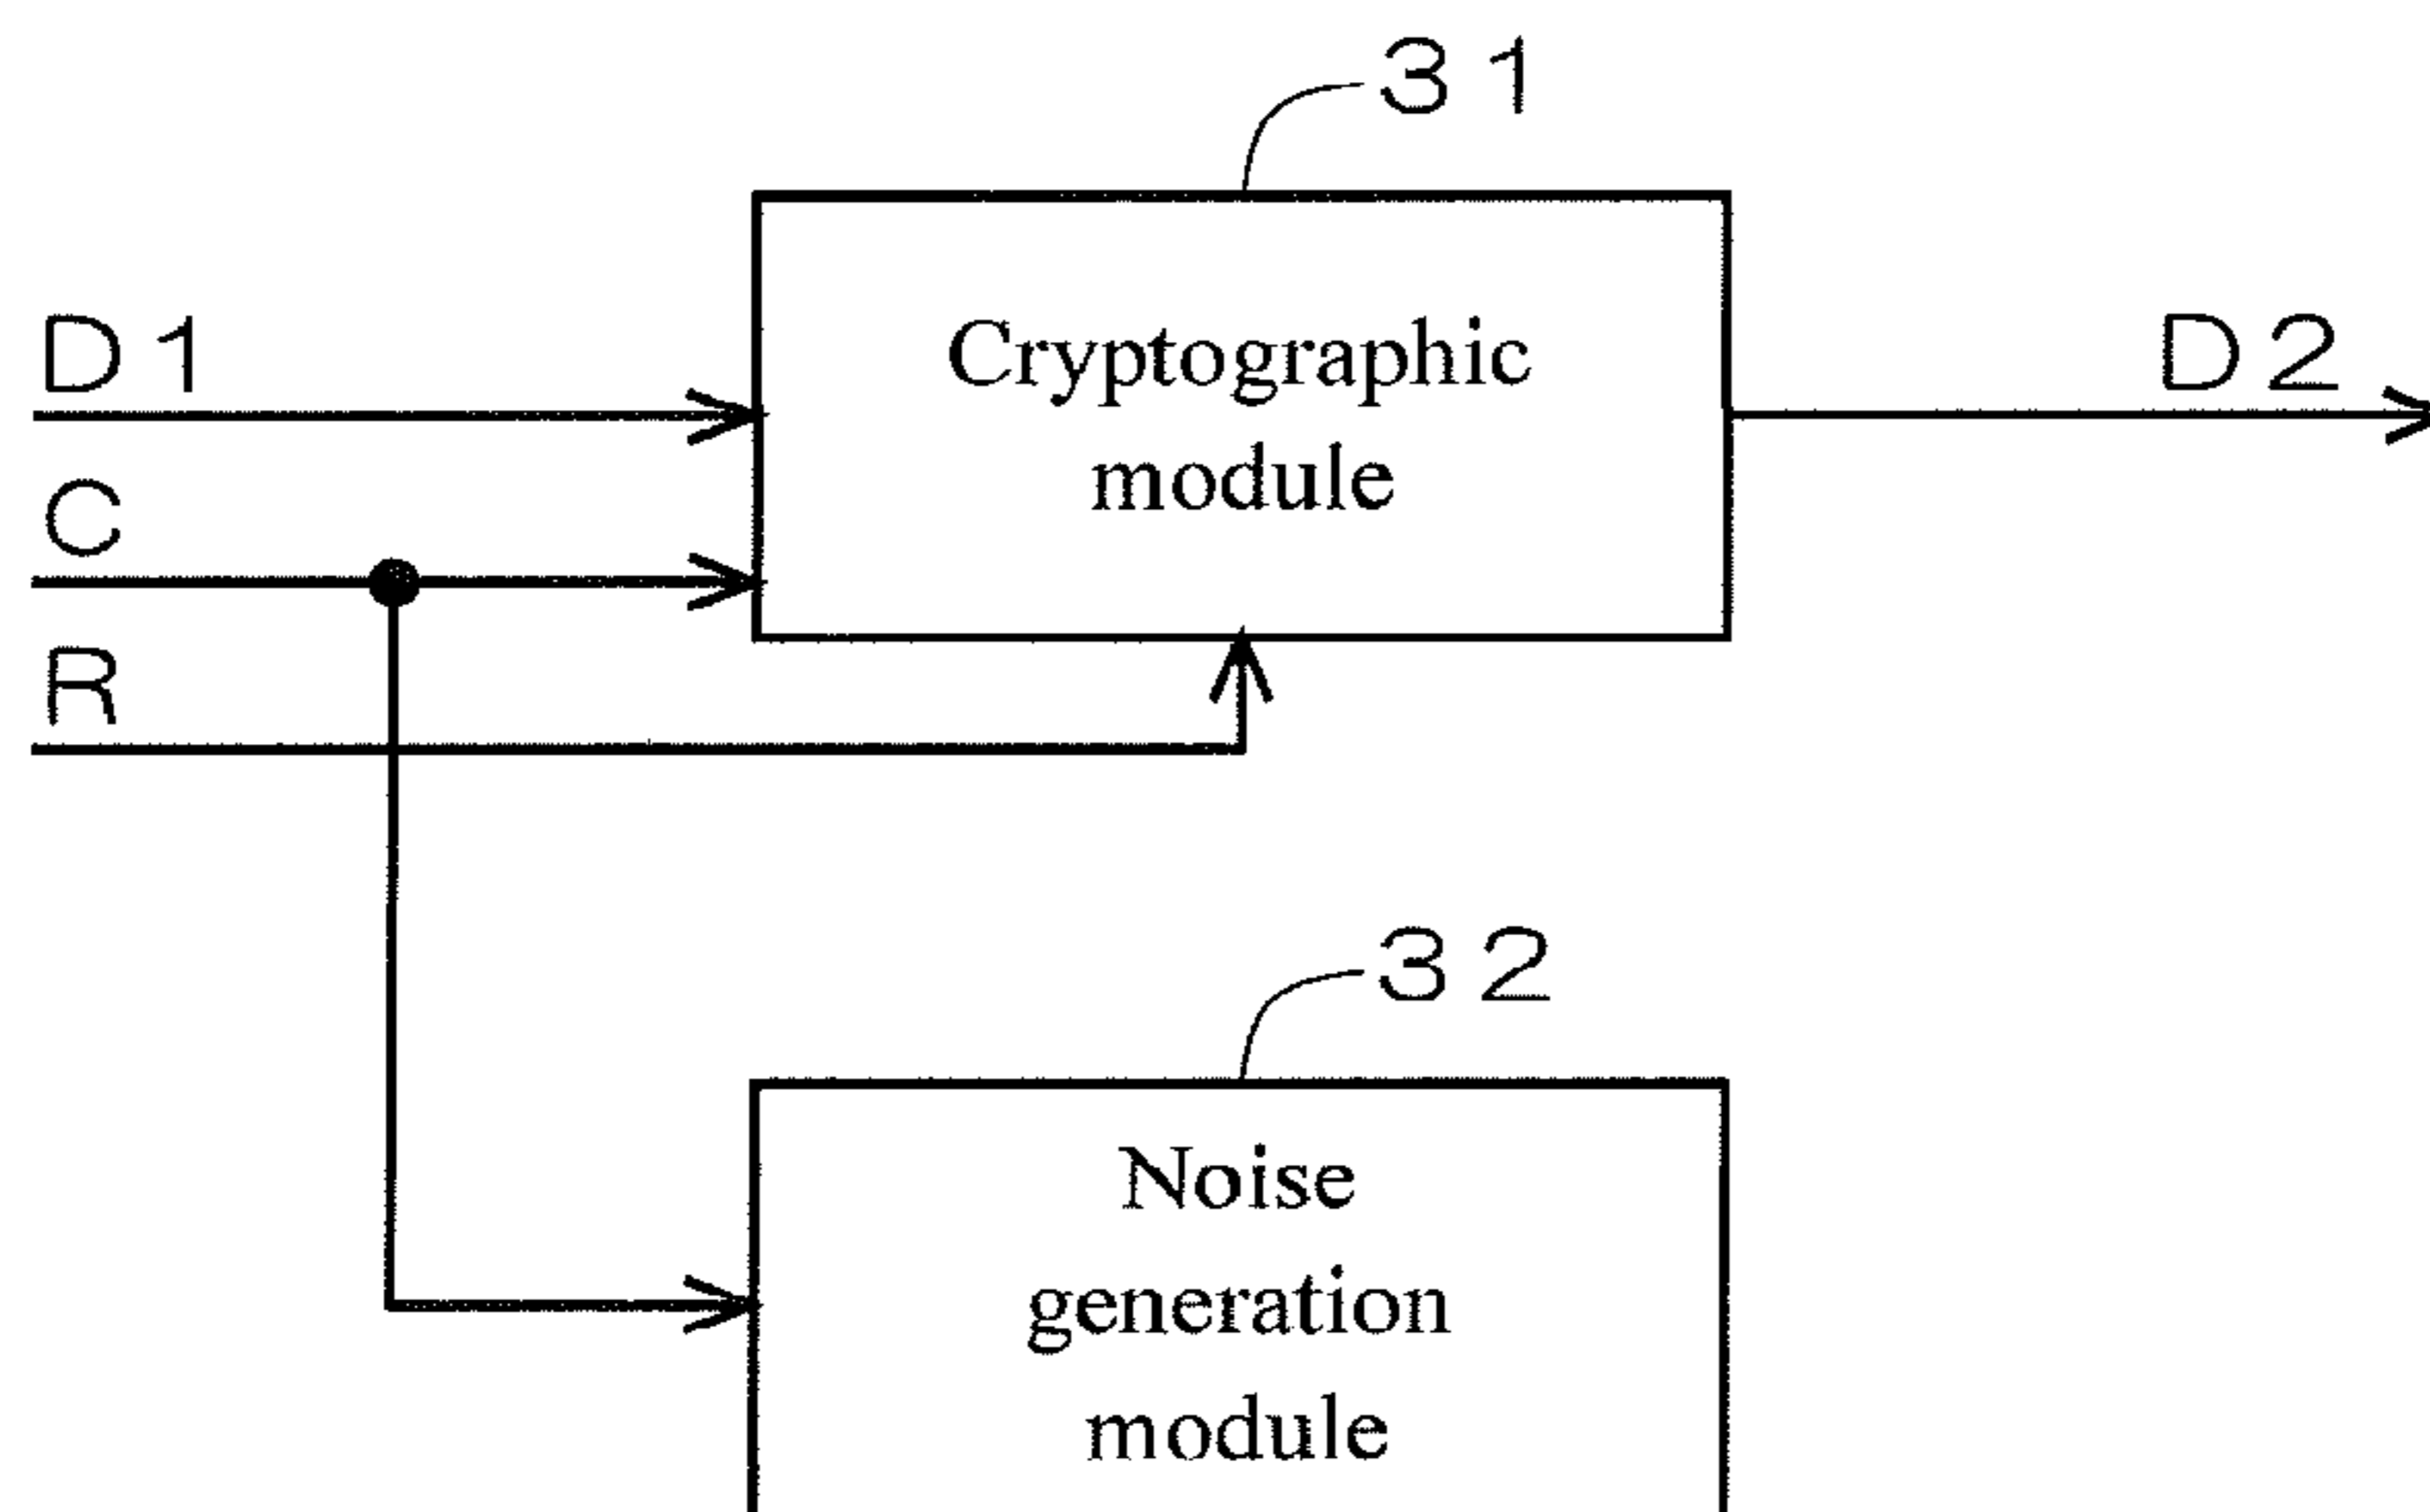 31
D1
Cryptographic
module
D2
C
R
32
Noise
generation
module